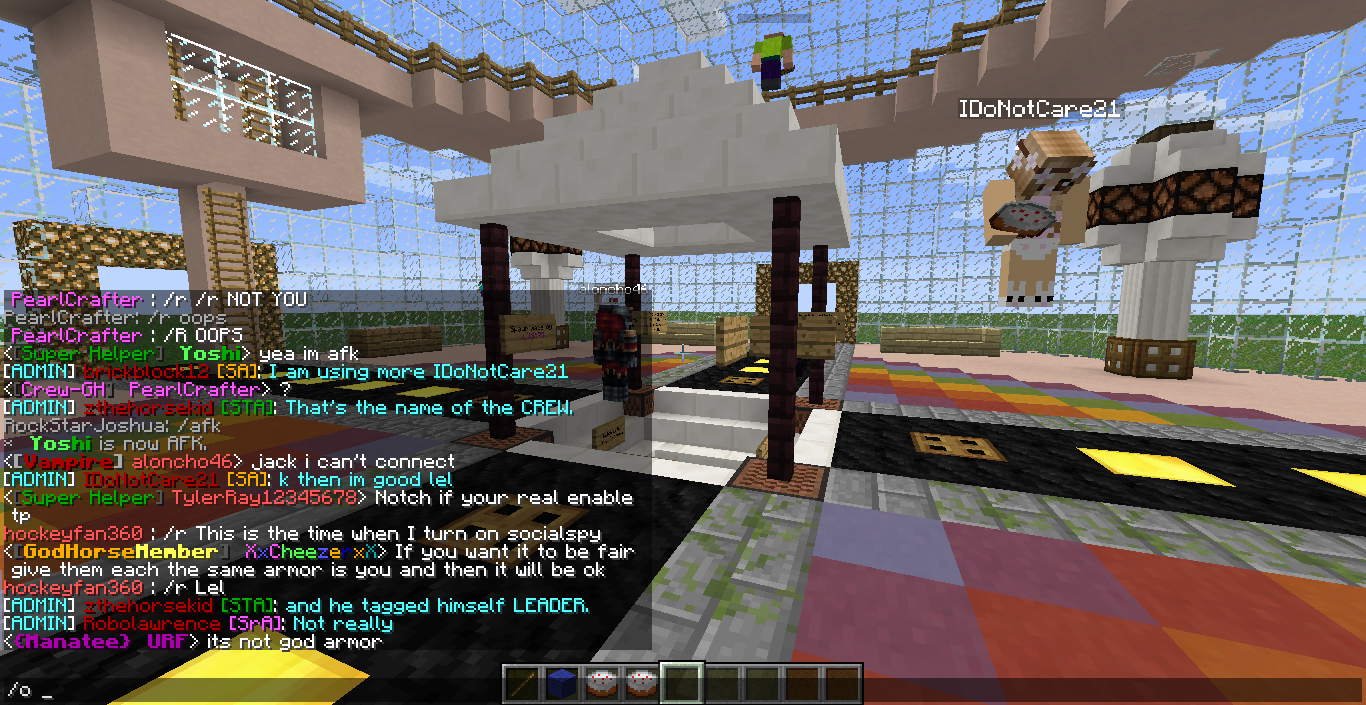 IDoNotCare21
aloncho46
PearlCrafter : /r /r NOT YOU
PearlCrafter: /r oops
PearlCrafter : /R OOFS
<[Super Helper] Yoshi> yea im afk
[ADMIN] brickblock12 [SA]: I am using more IDoNotCare21
<[Crew-GH] PearlCrafter> ?
[ADMIN] zthehorsekid [STA]: That's the name of the CREW.
RockStarJoshua: /afk
* Yoshi is now AFK.
<[Vampire] aloncho46> jack i can't connect
[ADMIN] IDoNotCare21 [SA]: k then im good lel
<[Super Helper] TylerRay12345678> Notch if your real enable
tp
hockeyfan360 : /r This is the time when I turn on socialspy
<[GodHorseMember] XxCheezerxX> If you want it to be fair
give them each the same armor is you and then it will be ok
hockeyfan360 : /r Lel
[ADMIN] zthehorsekid [STA]: and he tagged himself LEADER.
[ADMIN] Robolawrence [SrA]: Not really
<{Manatee} URF> its not god armor
/o _